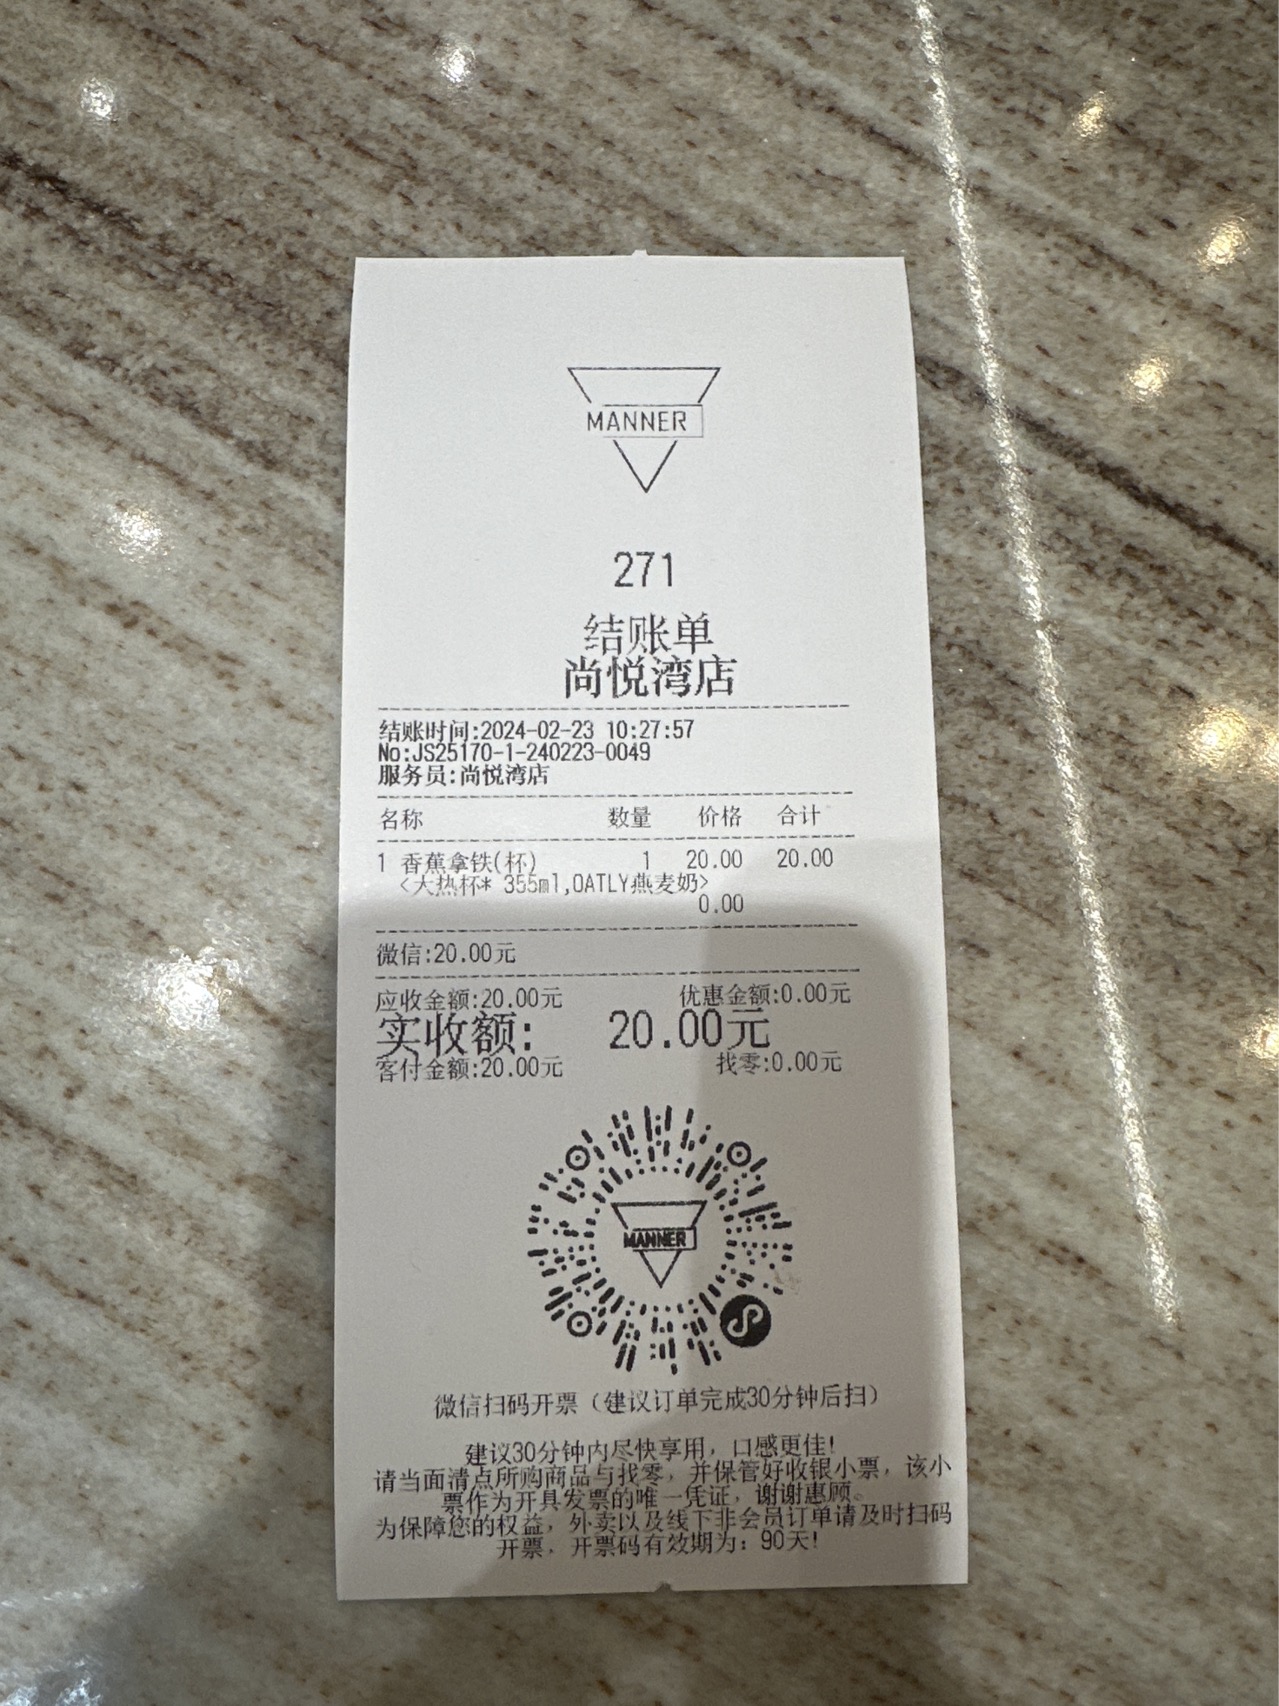 MANNER
271
结账单
尚悦湾店
结账时间:2024-02-23 10:27:57
No:JS25170-1-240223-0049
服务员:尚悦湾店
名称 数量 价格 合计
1 香蕉拿铁(杯) 1 20.00 20.00
<大热杯* 355ml,OATLY燕麦奶>
0.00
微信:20.00元
应收金额:20.00元 优惠金额:0.00元
实收额: 20.00元
客付金额:20.00元 找零:0.00元
MANNER
微信扫码开票（建议订单完成30分钟后扫）
建议30分钟内尽快享用，口感更佳!
请当面清点所购商品与找零，并保管好收银小票，该小
票作为开具发票的唯一凭证，谢谢惠顾。
为保障您的权益，外卖以及线下非会员订单请及时扫码
开票，开票码有效期为：90天!